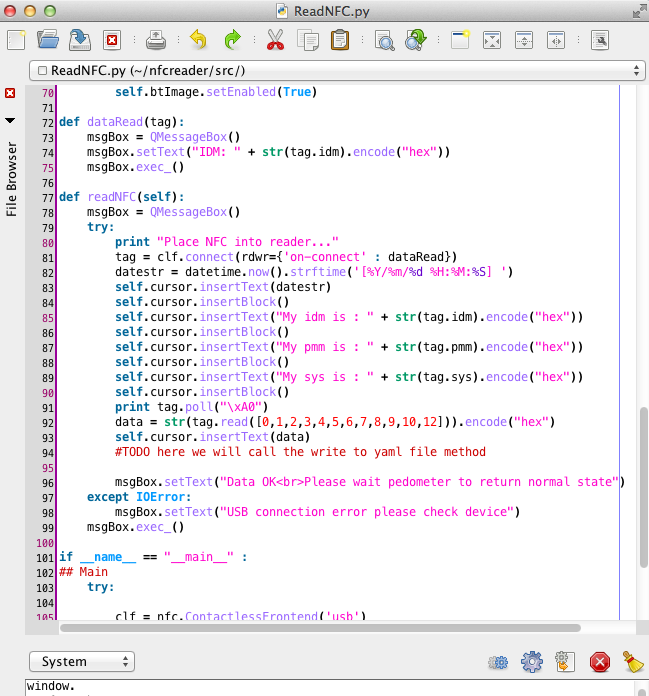 ReadNFC.py
ReadNFC.py (~/nfcreader/src/)
File Browser
70         self.btImage.setEnabled(True)
71
72 def dataRead(tag):
73     msgBox = QMessageBox()
74     msgBox.setText("IDM: " + str(tag.idm).encode("hex"))
75     msgBox.exec_()
76
77 def readNFC(self):
78     msgBox = QMessageBox()
79     try:
80         print "Place NFC into reader..."
81         tag = clf.connect(rdwr={'on-connect' : dataRead})
82         datestr = datetime.now().strftime('[%Y/%m/%d %H:%M:%S] ')
83         self.cursor.insertText(datestr)
84         self.cursor.insertBlock()
85         self.cursor.insertText("My idm is : " + str(tag.idm).encode("hex"))
86         self.cursor.insertBlock()
87         self.cursor.insertText("My pmm is : " + str(tag.pmm).encode("hex"))
88         self.cursor.insertBlock()
89         self.cursor.insertText("My sys is : " + str(tag.sys).encode("hex"))
90         self.cursor.insertBlock()
91         print tag.poll("\xA0")
92         data = str(tag.read([0,1,2,3,4,5,6,7,8,9,10,12])).encode("hex")
93         self.cursor.insertText(data)
94         #TODO here we will call the write to yaml file method
95
96         msgBox.setText("Data OK<br>Please wait pedometer to return normal state")
97     except IOError:
98         msgBox.setText("USB connection error please check device")
99     msgBox.exec_()
100
101 if __name__ == "__main__" :
102 ## Main
103     try:
104
105         clf = nfc.ContactlessFrontend('usb')
System
window.